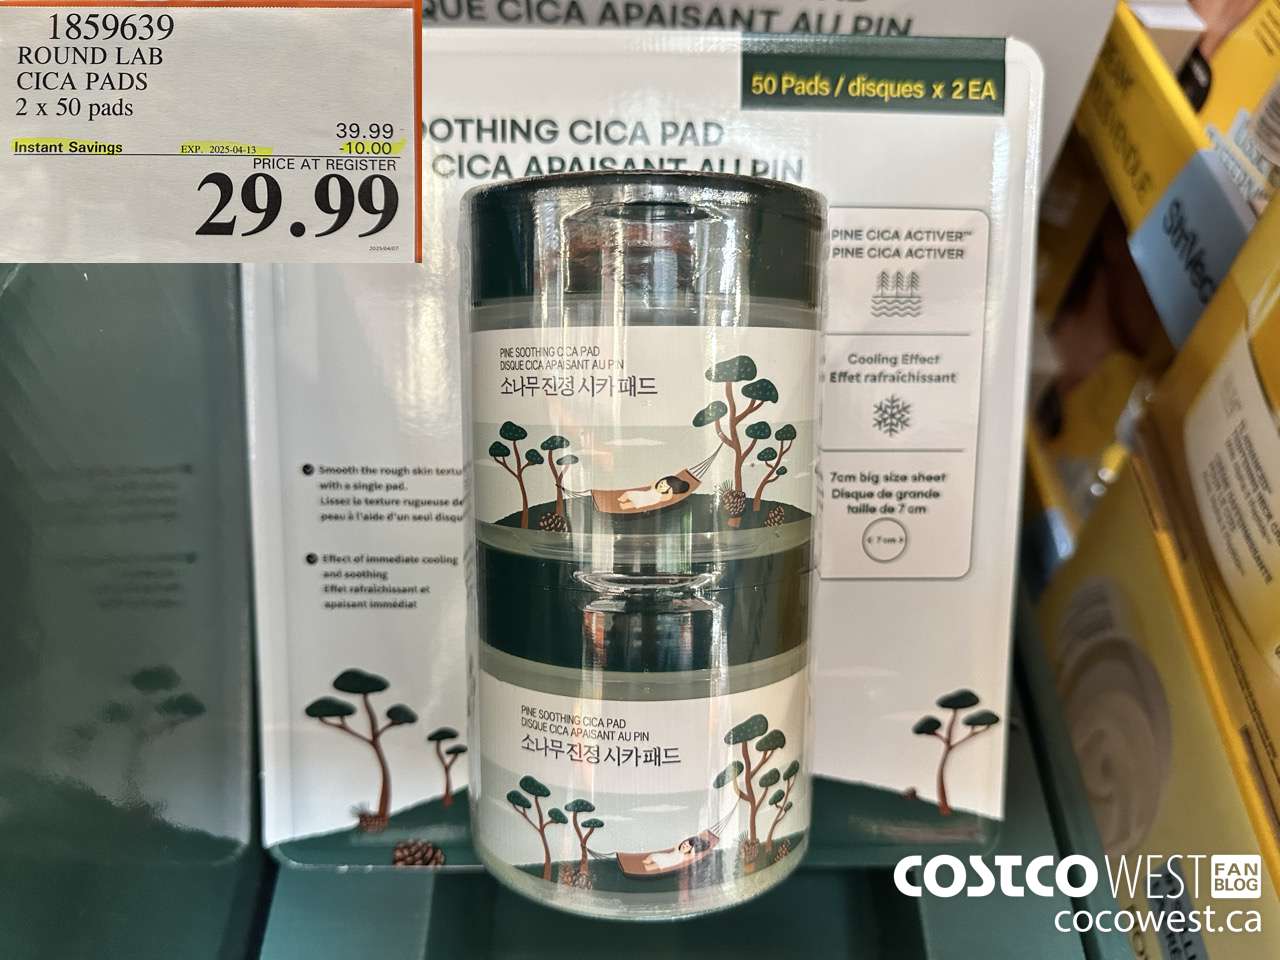 1859639
ROUND LAB
CICA PADS
2 x 50 pads
39.99
Instant Savings EXP. 2025-04-13 -10.00
PRICE AT REGISTER
29.99
2025/04/07
QUE CICA APAISANT AU PIN
50 Pads / disques x 2 EA
OOTHING CICA PAD
CICA APAISANT AU PIN
PINE CICA ACTIVER™
PINE CICA ACTIVER
Cooling Effect
Effet rafraîchissant
7cm big size sheet
Disque de grande
taille de 7 cm
< 7 cm >
Smooth the rough skin textu
with a single pad.
Lissez la texture rugueuse de
peau à l'aide d'un seul disqu
Effect of immediate cooling
and soothing
Effet rafraîchissant et
apaisant immédiat
PINE SOOTHING CICA PAD
DISQUE CICA APAISANT AU PIN
소나무 진정 시카 패드
PINE SOOTHING CICA PAD
DISQUE CICA APAISANT AU PIN
소나무 진정 시카 패드
StriVec
COSTCO WEST FAN BLOG
cocowest.ca